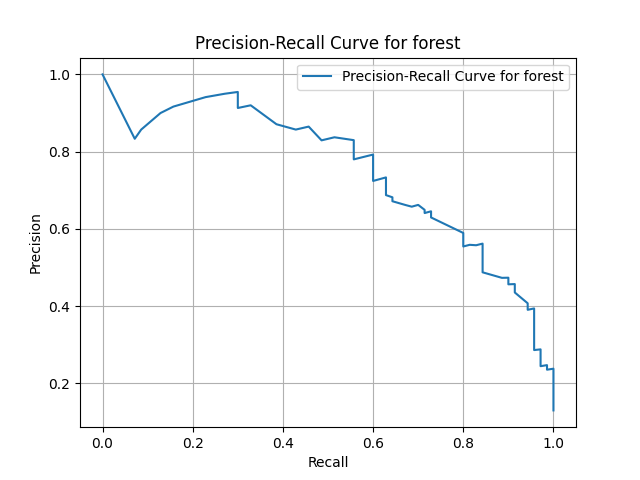 Precision-Recall Curve for forest
Precision-Recall Curve for forest
1.0
0.8
0.6
0.4
0.2
Precision
0.0 0.2 0.4 0.6 0.8 1.0
Recall